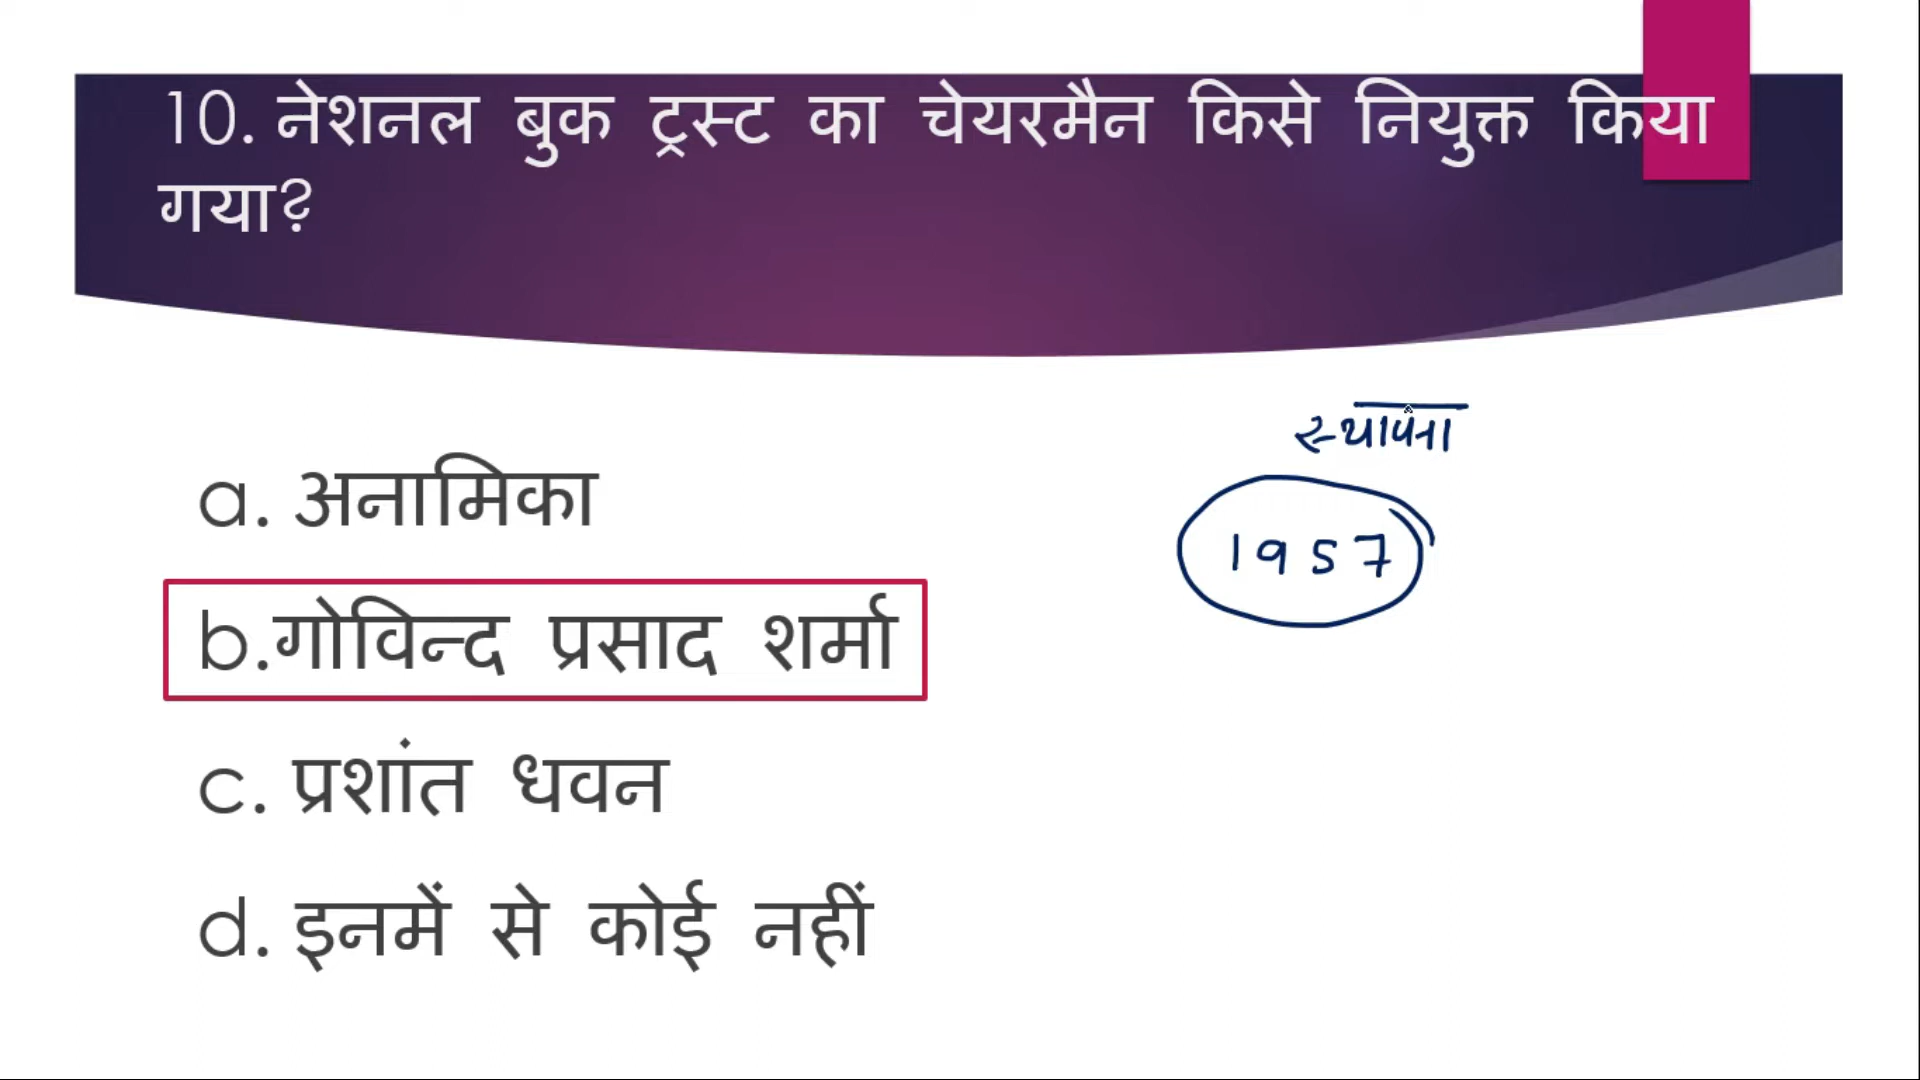 10. नेशनल बुक ट्रस्ट का चेयरमैन किसे नियुक्त किया
गया?
स्थापना
1957
a. अनामिका
b.गोविन्द प्रसाद शर्मा
c. प्रशांत धवन
d. इनमें से कोई नहीं